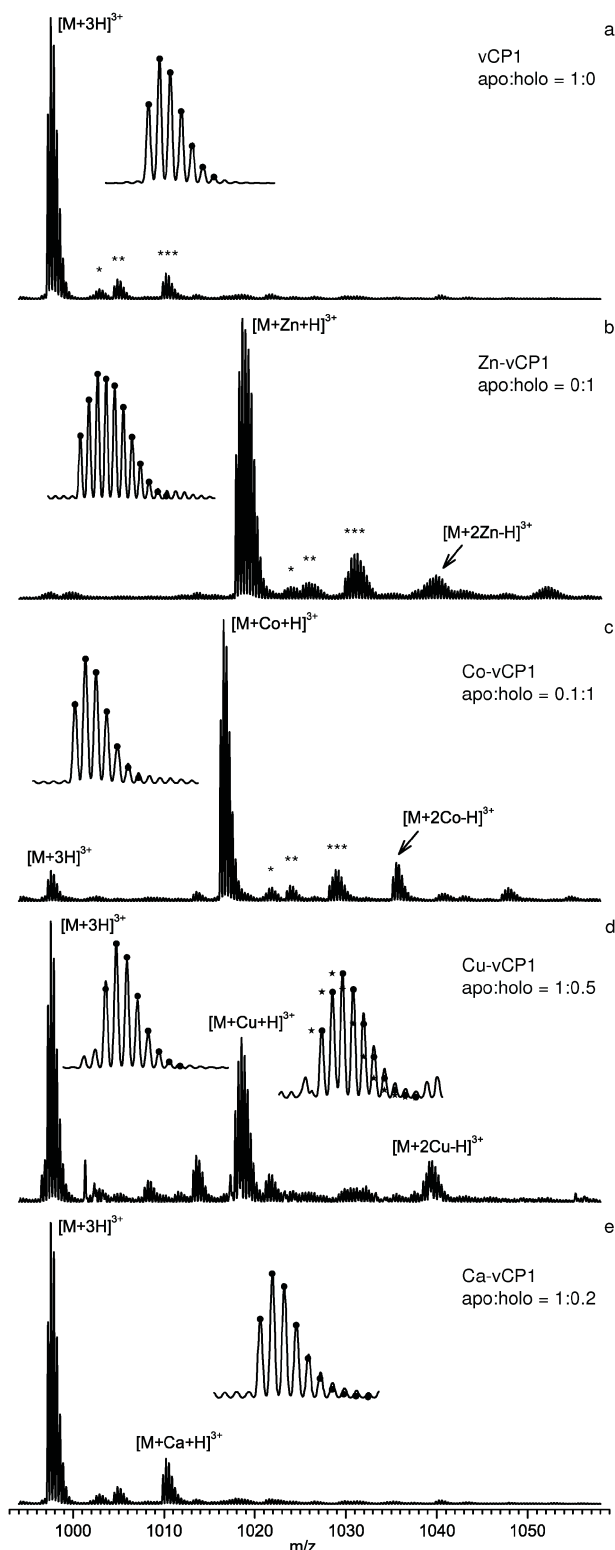 [M+3H]3+
a
vCP1
apo:holo = 1:0
*
**
***
[M+Zn+H]3+
b
Zn-vCP1
apo:holo = 0:1
***
[M+2Zn-H]3+
**
*
[M+Co+H]3+
c
Co-vCP1
apo:holo = 0.1:1
[M+2Co-H]3+
[M+3H]3+
***
**
*
[M+3H]3+
d
Cu-vCP1
apo:holo = 1:0.5
[M+Cu+H]3+
[M+2Cu-H]3+
[M+3H]3+
e
Ca-vCP1
apo:holo = 1:0.2
[M+Ca+H]3+
1000 1010 1020 1030 1040 1050
m/z